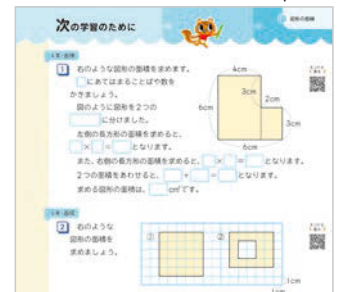 次の学習のために
図形の面積
4年・面積
1 右のような図形の面積を求めます。
□にあてはまることばや数を
かきましょう。
図のように図形を2つの
□に分けました。
左側の長方形の面積を求めると、
□×□=□となります。
また、右側の長方形の面積を求めると、□×□=□となります。
2つの面積をあわせると、□+□=□となります。
求める図形の面積は、□cm²です。
4cm
3cm
2cm
6cm
3cm
6cm
2 右のような
図形の面積を
求めましょう。
① ②
1cm
1cm